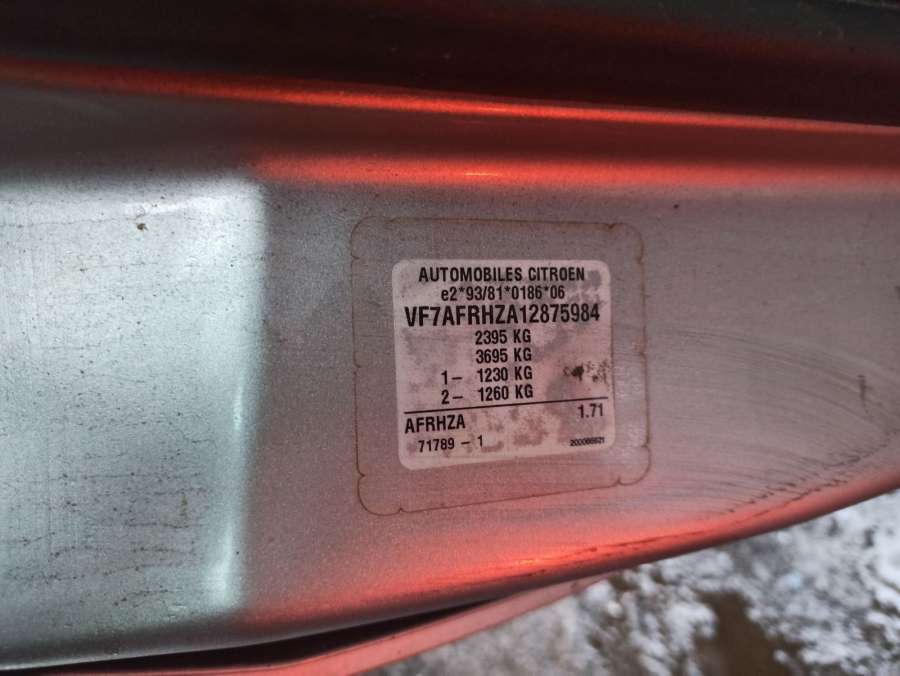 AUTOMOBILES CITROEN
e2*93/81*0186*06
VF7AFRHZA12875984
2395 KG
3695 KG
1- 1230 KG
2- 1260 KG
AFRHZA 1.71
71789 - 1 200066621